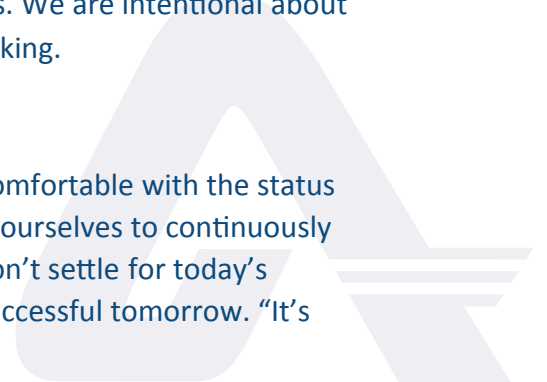 . We are intentional about
king.
omfortable with the status
ourselves to continuously
on't settle for today's
ccessful tomorrow. “It's